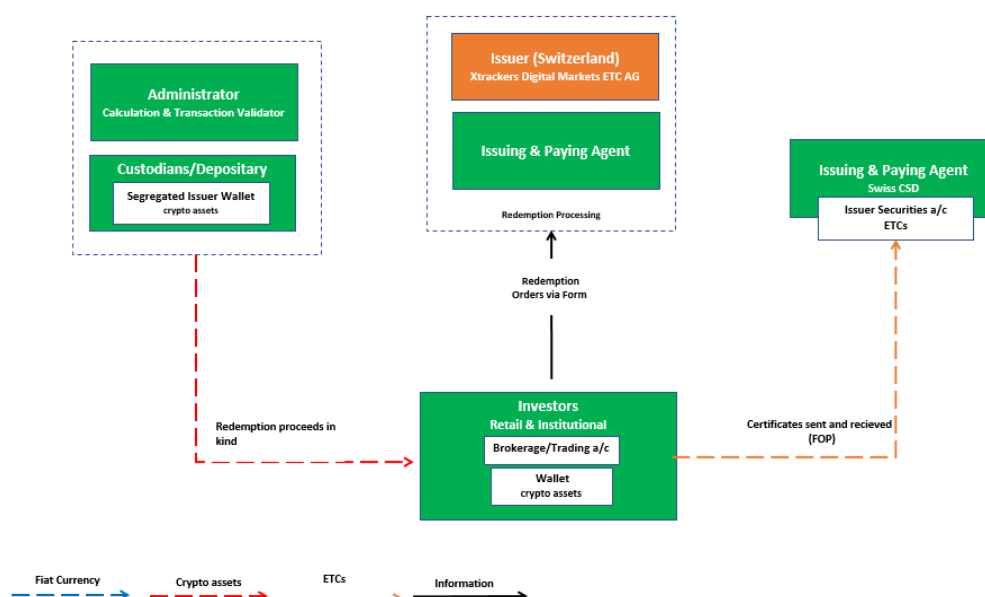 Administrator
Calculation & Transaction Validator
Custodians/Depositary
Segregated Issuer Wallet
crypto assets
Issuer (Switzerland)
Xtrackers Digital Markets ETC AG
Issuing & Paying Agent
Redemption Processing
Issuing & Paying Agent
Swiss CSD
Issuer Securities a/c
ETCs
Redemption
Orders via Form
Redemption proceeds in
kind
Investors
Retail & Institutional
Brokerage/Trading a/c
Wallet
crypto assets
Certificates sent and recieved
(FOP)
Fiat Currency
Crypto assets
ETCs
Information